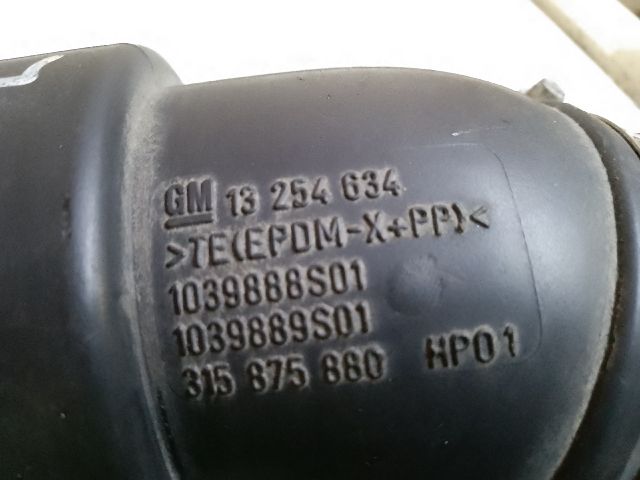 GM 13 254 634
>TE(EPDM-X+PP)<
1039888S01
1039889S01
315 875 880 HP01